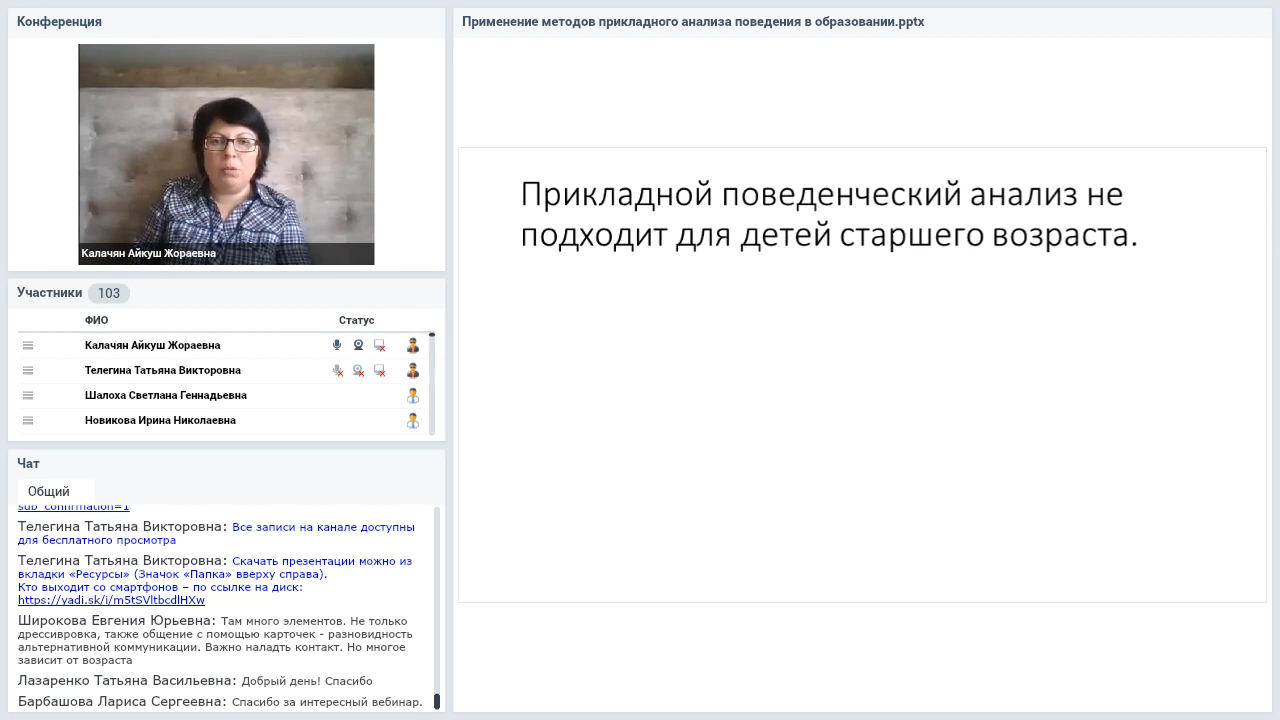 Конференция
Калачян Айкуш Жораевна
Участники 103
ФИО Статус
Калачян Айкуш Жораевна
Телегина Татьяна Викторовна
Шалоха Светлана Геннадьевна
Новикова Ирина Николаевна
Чат
Общий
sub_confirmation=1
Телегина Татьяна Викторовна: Все записи на канале доступны
для бесплатного просмотра
Телегина Татьяна Викторовна: Скачать презентации можно из
вкладки «Ресурсы» (Значок «Папка» вверху справа).
Кто выходит со смартфонов – по ссылке на диск:
https://yadi.sk/i/m5tSVltbcdlHXw
Широкова Евгения Юрьевна: Там много элементов. Не только
дрессивровка, также общение с помощью карточек - разновидность
альтернативной коммуникации. Важно наладть контакт. Но многое
зависит от возраста
Лазаренко Татьяна Васильевна: Добрый день! Спасибо
Барбашова Лариса Сергеевна: Спасибо за интересный вебинар.
Применение методов прикладного анализа поведения в образовании.pptx
Прикладной поведенческий анализ не
подходит для детей старшего возраста.